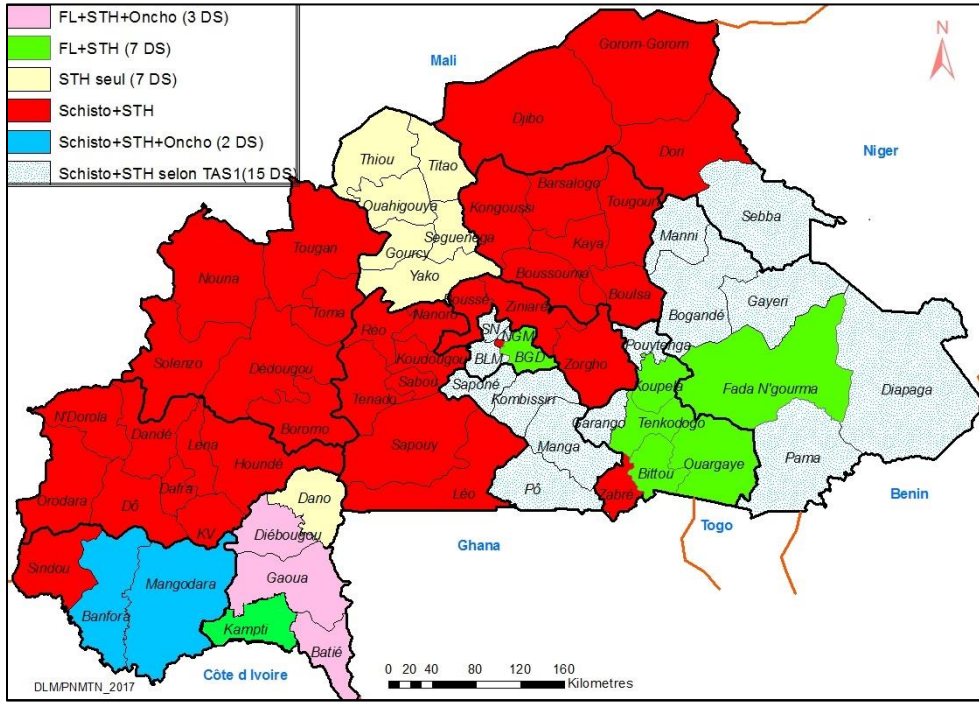 FL+STH+Oncho (3 DS)
FL+STH (7 DS)
STH seul (7 DS)
Schisto+STH
Schisto+STH+Oncho (2 DS)
Schisto+STH selon TAS1(15 DS)
N
Mali
Niger
Benin
Togo
Ghana
Côte d Ivoire
Gorom-Gorom
Djibo
Dori
Sebba
Thiou
Titao
Ouahigouya
Seguenega
Gourcy
Yako
Barsalogo
Tougouri
Kongoussi
Kaya
Boussouma
Boulsa
Manni
Gayeri
Bogandé
Diapaga
Tougan
Nouna
Toma
Solenzo
Dédougou
Boromo
Nanoro
Ziniaré
Réo
Koudougou
Sabou
Tenado
SN
NGM
BLM
BGD
Zorgho
Pouytenga
Koupela
Fada N'gourma
Saponé
Kombissiri
Garango
Tenkodogo
Manga
Bittou
Ouargaye
Pama
Zabré
Pô
Sapouy
Léo
N'Dorola
Dandé
Lena
Houndé
Orodara
Dô
Dafra
KV
Dano
Diébougou
Sindou
Banfora
Mangodara
Gaoua
Kampti
Batié
0 20 40 80 120 160
Kilometres
DLM/PNMTN_2017